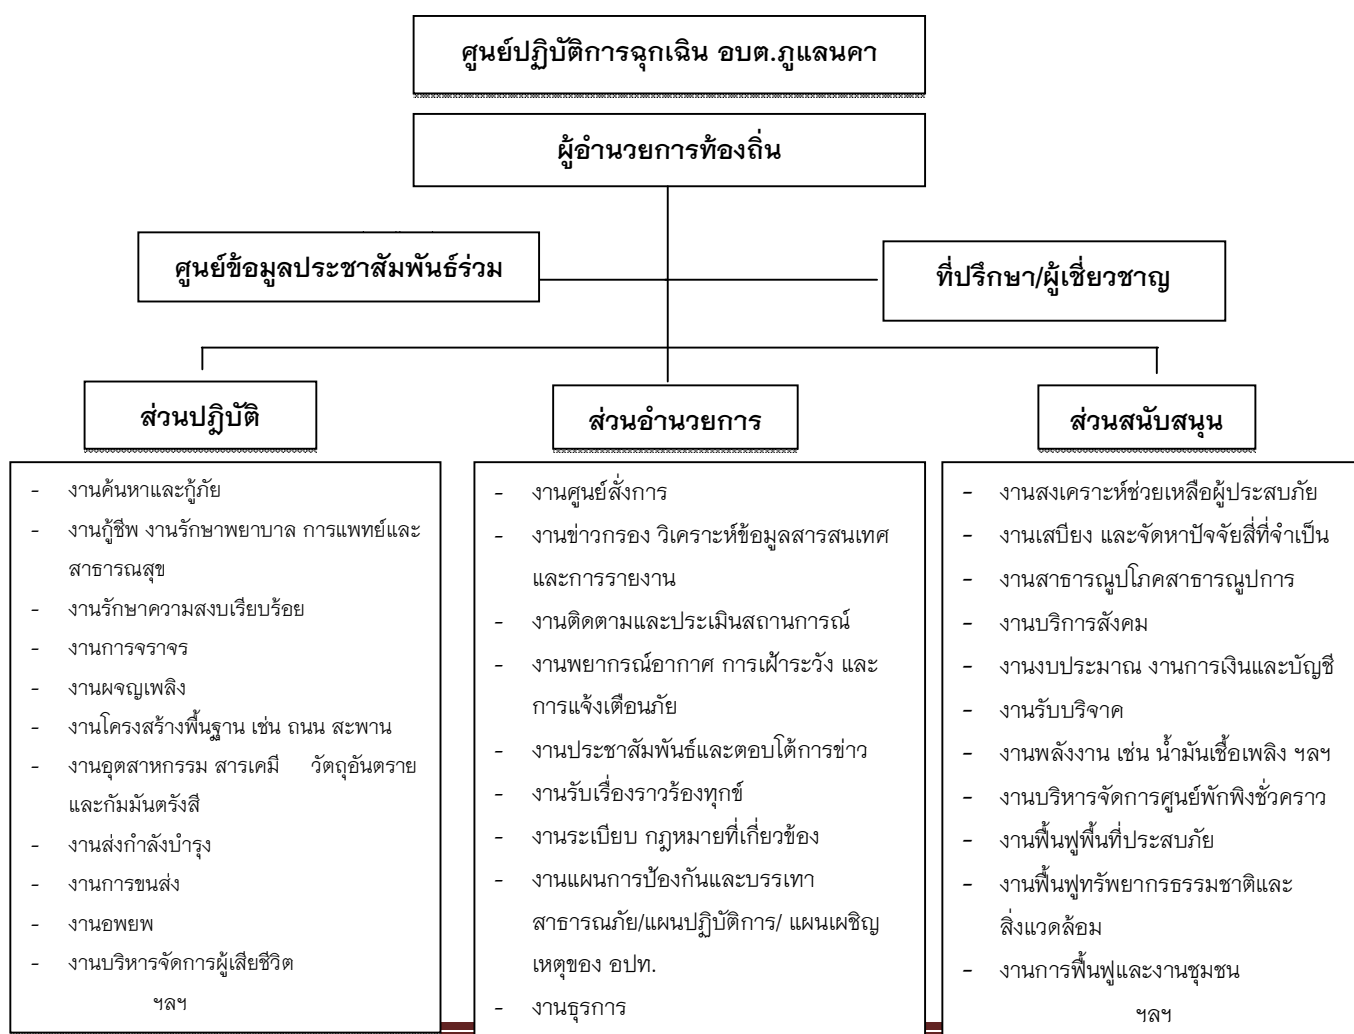 ศูนย์ปฏิบัติการฉุกเฉิน อบต.ภูแลนคา
ผู้อำนวยการท้องถิ่น
ศูนย์ข้อมูลประชาสัมพันธ์ร่วม
ที่ปรึกษา/ผู้เชี่ยวชาญ
ส่วนปฏิบัติ
- งานค้นหาและกู้ภัย
- งานกู้ชีพ งานรักษาพยาบาล การแพทย์และ
สาธารณสุข
- งานรักษาความสงบเรียบร้อย
- งานการจราจร
- งานผจญเพลิง
- งานโครงสร้างพื้นฐาน เช่น ถนน สะพาน
- งานอุตสาหกรรม สารเคมี วัตถุอันตราย
และกัมมันตรังสี
- งานส่งกำลังบำรุง
- งานการขนส่ง
- งานอพยพ
- งานบริหารจัดการผู้เสียชีวิต
ฯลฯ
ส่วนอำนวยการ
- งานศูนย์สั่งการ
- งานข่าวกรอง วิเคราะห์ข้อมูลสารสนเทศ
และการรายงาน
- งานติดตามและประเมินสถานการณ์
- งานพยากรณ์อากาศ การเฝ้าระวัง และ
การแจ้งเตือนภัย
- งานประชาสัมพันธ์และตอบโต้การข่าว
- งานรับเรื่องราวร้องทุกข์
- งานระเบียบ กฎหมายที่เกี่ยวข้อง
- งานแผนการป้องกันและบรรเทา
สาธารณภัย/แผนปฏิบัติการ/ แผนเผชิญ
เหตุของ อปท.
- งานธุรการ
ส่วนสนับสนุน
- งานสงเคราะห์ช่วยเหลือผู้ประสบภัย
- งานเสบียง และจัดหาปัจจัยสี่ที่จำเป็น
- งานสาธารณูปโภคสาธารณูปการ
- งานบริการสังคม
- งานงบประมาณ งานการเงินและบัญชี
- งานรับบริจาค
- งานพลังงาน เช่น น้ำมันเชื้อเพลิง ฯลฯ
- งานบริหารจัดการศูนย์พักพิงชั่วคราว
- งานฟื้นฟูพื้นที่ประสบภัย
- งานฟื้นฟูทรัพยากรธรรมชาติและ
สิ่งแวดล้อม
- งานการฟื้นฟูและงานชุมชน
ฯลฯ